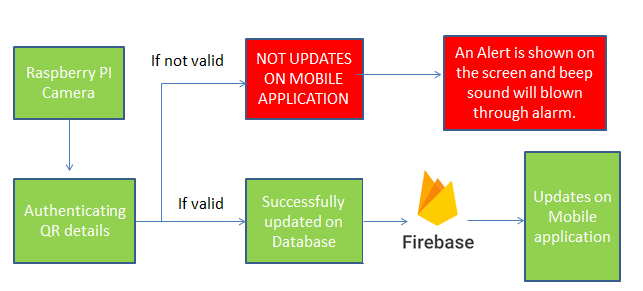 Raspberry PI
Camera
If not valid
NOT UPDATES
ON MOBILE
APPLICATION
An Alert is shown on
the screen and beep
sound will blown
through alarm.
Authenticating
QR details
If valid
Successfully
updated on
Database
Firebase
Updates on
Mobile
application